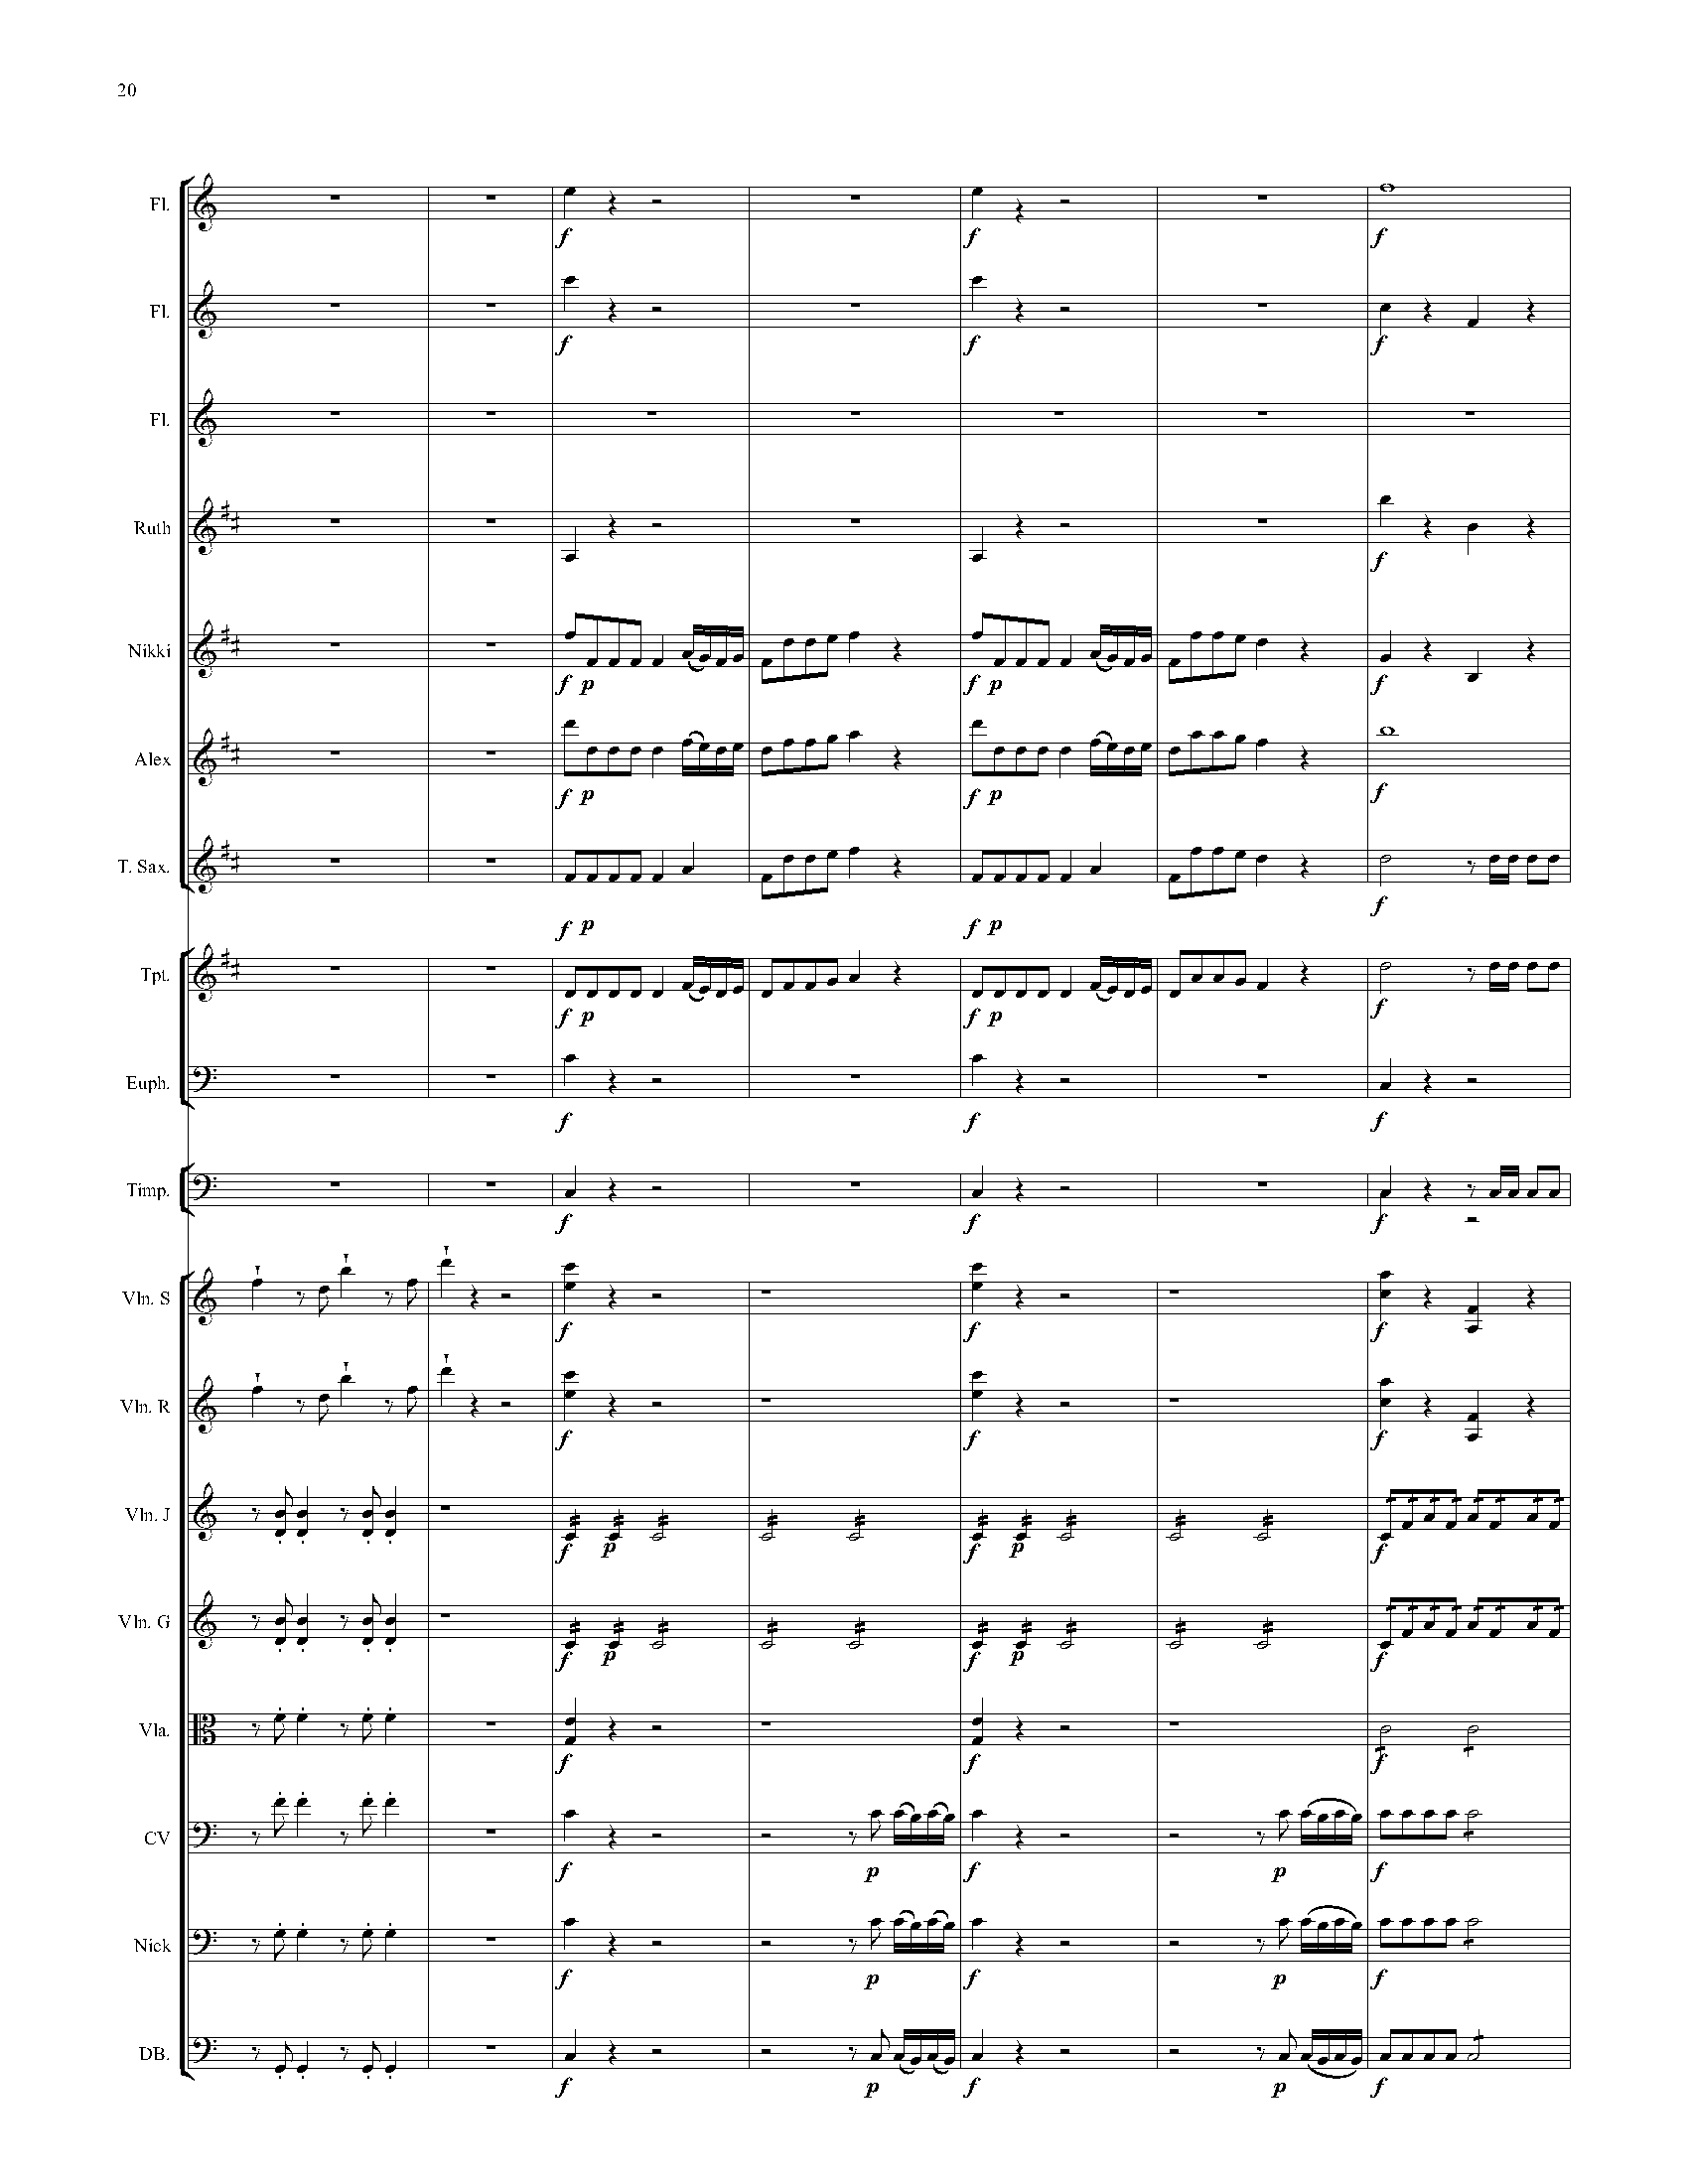 20
Fl.
f f f
Fl.
f f f
Fl.
Ruth
f
Nikki
f p f p f
Alex
f p f p f
T. Sax.
f p f p f
Tpt.
f p f p f
Euph.
f f f
Timp.
f f f
Vln. S
f f f
Vln. R
f f f
Vln. J
f p f p f
Vln. G
f p f p f
Vla.
f f f
CV
f p f p f
Nick
f p f p f
DB.
f p f p f